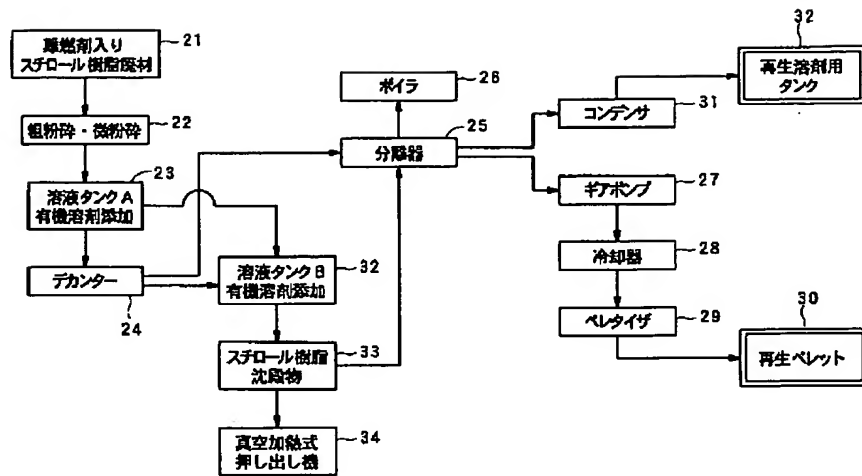 難燃剤入り
スチロール樹脂廃材
21
粗粉砕・微粉砕
22
23
溶液タンクA
有機溶剤添加
デカンター
24
ボイラ
26
25
分離器
溶液タンクB
有機溶剤添加
32
スチロール樹脂
沈殿物
33
真空加熱式
押し出し機
34
コンデンサ
31
32
再生溶剤用
タンク
ギアポンプ
27
冷却器
28
ペレタイザ
29
30
再生ペレット